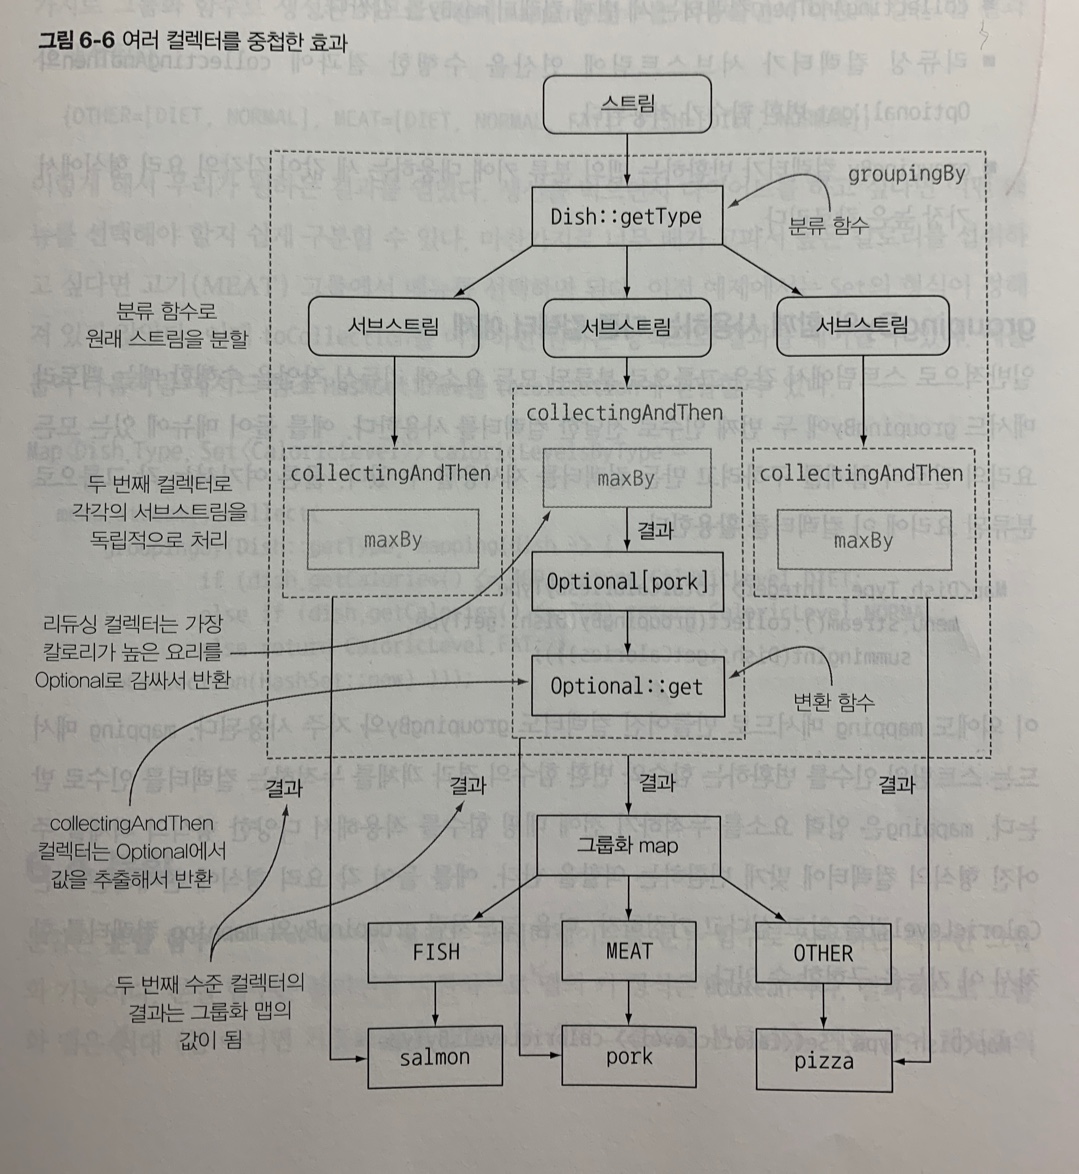 그림 6-6 여러 컬렉터를 중첩한 효과
스트림
groupingBy
Dish::getType
분류 함수
분류 함수로
원래 스트림을 분할
서브스트림
서브스트림
서브스트림
collectingAndThen
maxBy
결과
Optional[pork]
Optional::get
변환 함수
collectingAndThen
maxBy
collectingAndThen
maxBy
두 번째 컬렉터로
각각의 서브스트림을
독립적으로 처리
리듀싱 컬렉터는 가장
칼로리가 높은 요리를
Optional로 감싸서 반환
collectingAndThen
컬렉터는 Optional에서
값을 추출해서 반환
결과
결과
결과
결과
그룹화 map
FISH
MEAT
OTHER
두 번째 수준 컬렉터의
결과는 그룹화 맵의
값이 됨
salmon
pork
pizza